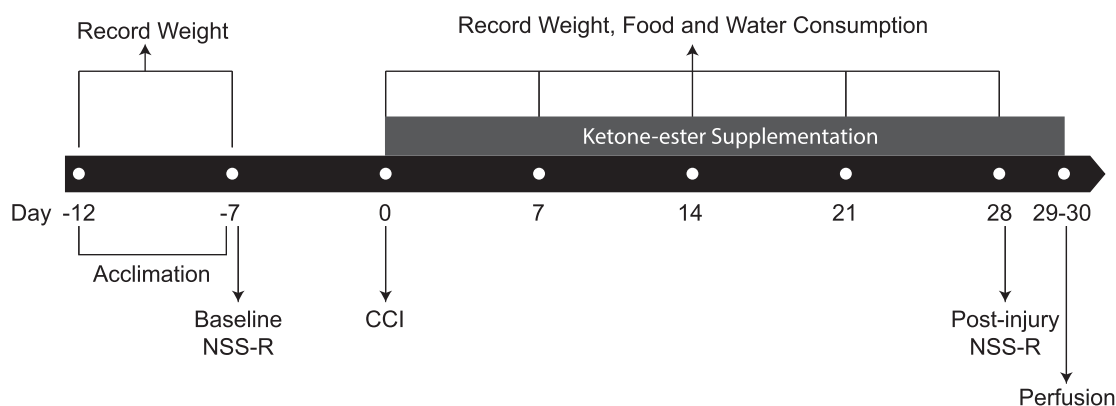 Record Weight
Record Weight, Food and Water Consumption
Ketone-ester Supplementation
Day -12 -7 0 7 14 21 28 29-30
Acclimation
Baseline
NSS-R
CCI
Post-injury
NSS-R
Perfusion